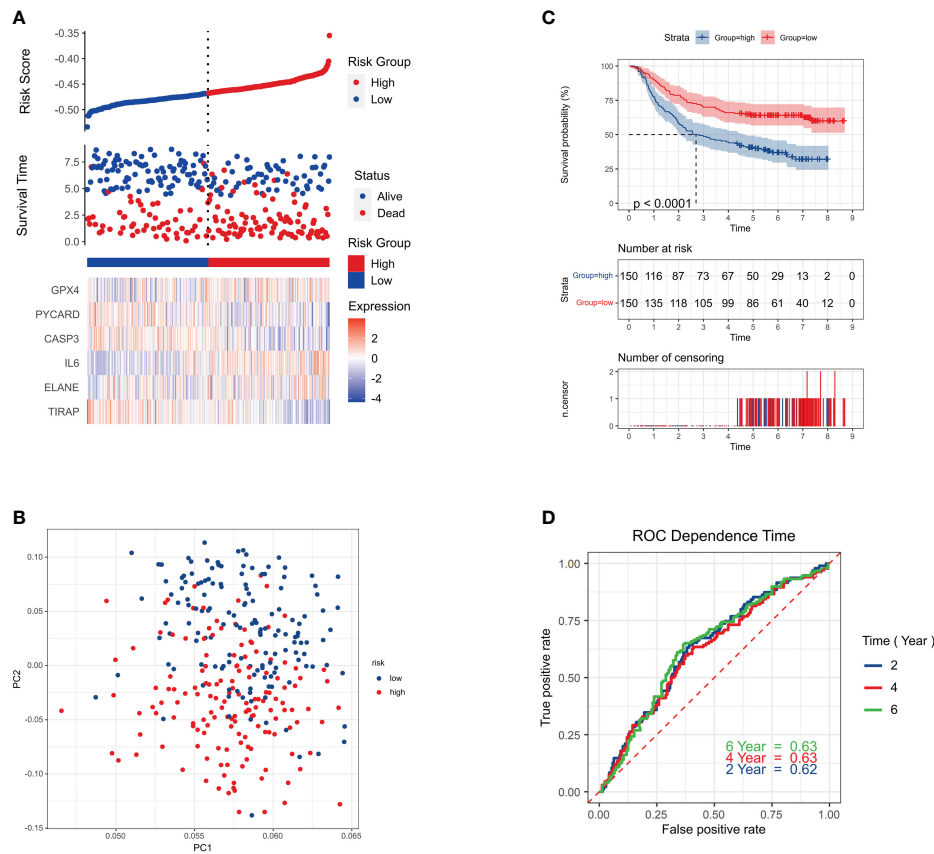 A
-0.35
-0.40
-0.45
-0.50
Risk Score
Risk Group
High
Low
7.5
5.0
2.5
0.0
Survival Time
Status
Alive
Dead
Risk Group
High
Low
GPX4
PYCARD
CASP3
IL6
ELANE
TIRAP
Expression
2
0
-2
-4
B
0.10
0.05
0.00
-0.05
-0.10
-0.15
PC2
0.050
0.055
0.060
0.065
PC1
risk
low
high
C
Strata Group=high Group=low
100
75
50
25
0
Survival probability (%)
p < 0.0001
0 1 2 3 4 5 6 7 8 9
Time
Number at risk
Strata
Group=high 150 116 87 73 67 50 29 13 2 0
Group=low 150 135 118 105 99 86 61 40 12 0
0 1 2 3 4 5 6 7 8 9
Time
Number of censoring
n.censor
2
1
0
0 1 2 3 4 5 6 7 8 9
Time
D
ROC Dependence Time
1.00
0.75
0.50
0.25
0.00
True positive rate
6 Year = 0.63
4 Year = 0.63
2 Year = 0.62
0.00 0.25 0.50 0.75 1.00
False positive rate
Time ( Year )
2
4
6